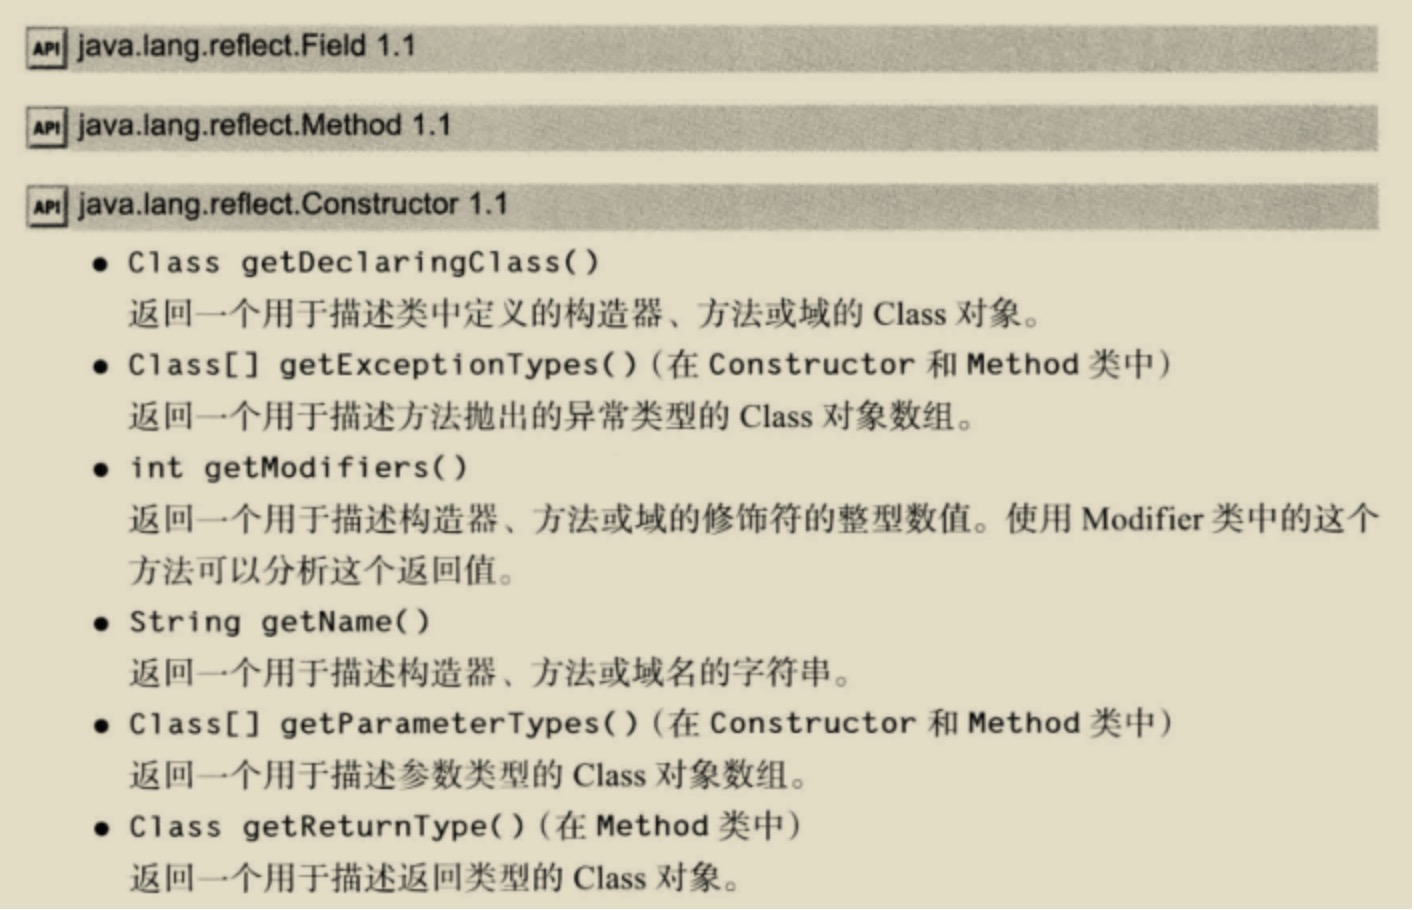 API java.lang.reflect.Field 1.1
API java.lang.reflect.Method 1.1
API java.lang.reflect.Constructor 1.1
● Class getDeclaringClass()
返回一个用于描述类中定义的构造器、方法或域的 Class 对象。
● Class[] getExceptionTypes()（在 Constructor 和 Method 类中）
返回一个用于描述方法抛出的异常类型的 Class 对象数组。
● int getModifiers()
返回一个用于描述构造器、方法或域的修饰符的整型数值。使用 Modifier 类中的这个
方法可以分析这个返回值。
● String getName()
返回一个用于描述构造器、方法或域名的字符串。
● Class[] getParameterTypes()（在 Constructor 和 Method 类中）
返回一个用于描述参数类型的 Class 对象数组。
● Class getReturnType()（在 Method 类中）
返回一个用于描述返回类型的 Class 对象。